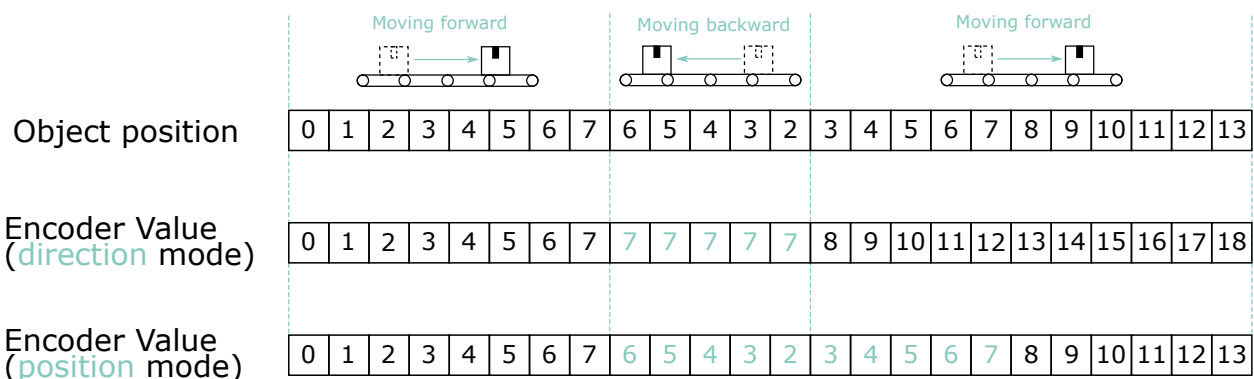 Moving forward
Moving backward
Moving forward
Object position
0 1 2 3 4 5 6 7 6 5 4 3 2 3 4 5 6 7 8 9 10 11 12 13
Encoder Value
(direction mode)
0 1 2 3 4 5 6 7 7 7 7 7 7 8 9 10 11 12 13 14 15 16 17 18
Encoder Value
(position mode)
0 1 2 3 4 5 6 7 6 5 4 3 2 3 4 5 6 7 8 9 10 11 12 13